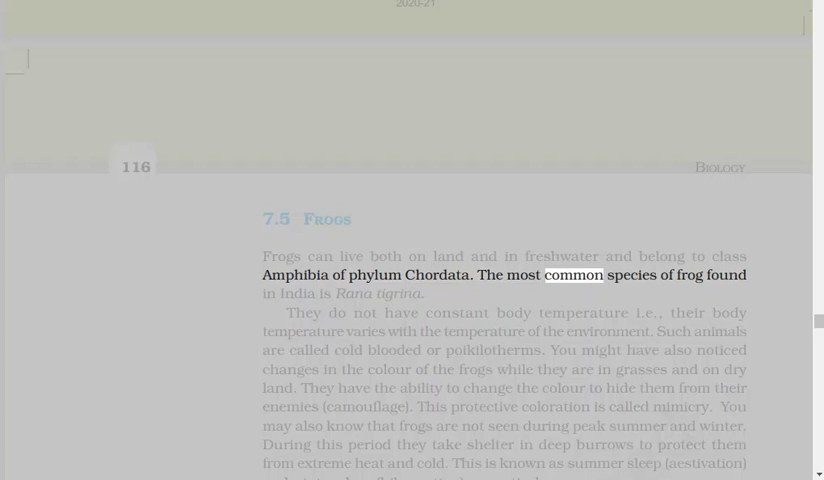 2020-21
116
BIOLOGY
7.5 FROGS
Frogs can live both on land and in freshwater and belong to class
Amphibia of phylum Chordata. The most common species of frog found
in India is Rana tigrina.
They do not have constant body temperature i.e., their body
temperature varies with the temperature of the environment. Such animals
are called cold blooded or poikilotherms. You might have also noticed
changes in the colour of the frogs while they are in grasses and on dry
land. They have the ability to change the colour to hide them from their
enemies (camouflage). This protective coloration is called mimicry. You
may also know that frogs are not seen during peak summer and winter.
During this period they take shelter in deep burrows to protect them
from extreme heat and cold. This is known as summer sleep (aestivation)